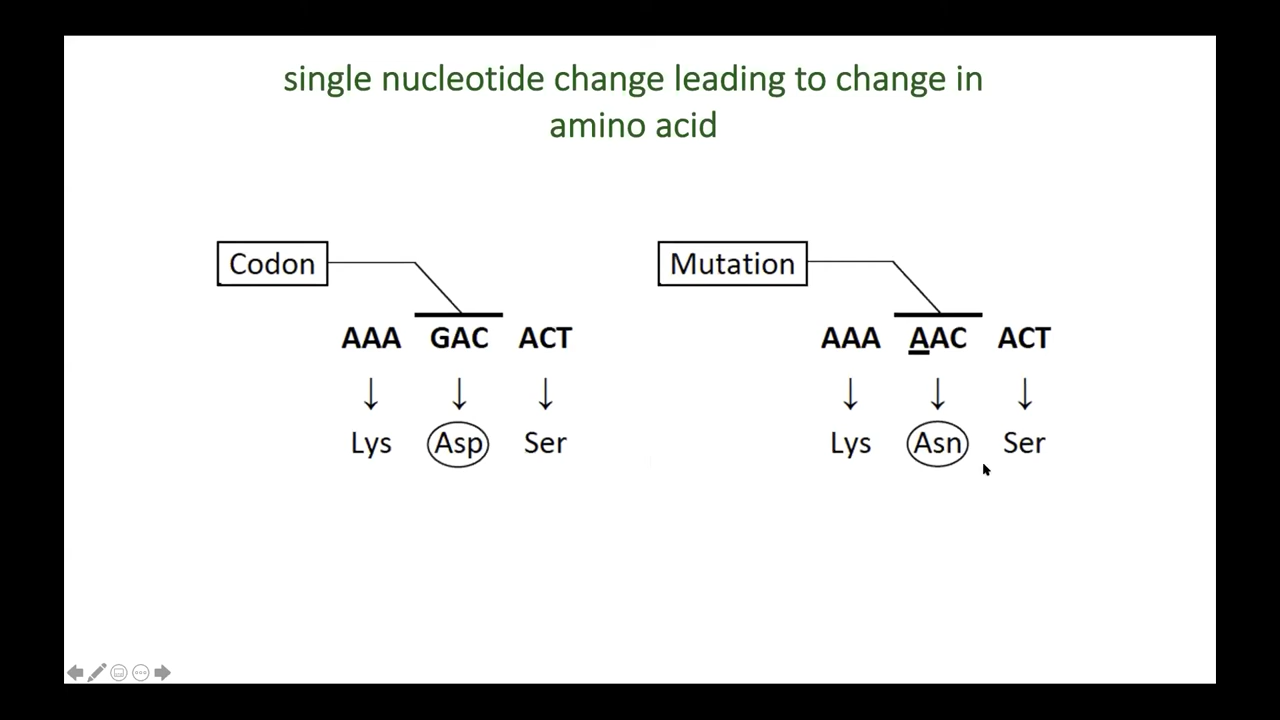 single nucleotide change leading to change in
amino acid
Codon
Mutation
AAA GAC ACT
AAA AAC ACT
↓ ↓ ↓
↓ ↓ ↓
Lys Asp Ser
Lys Asn Ser